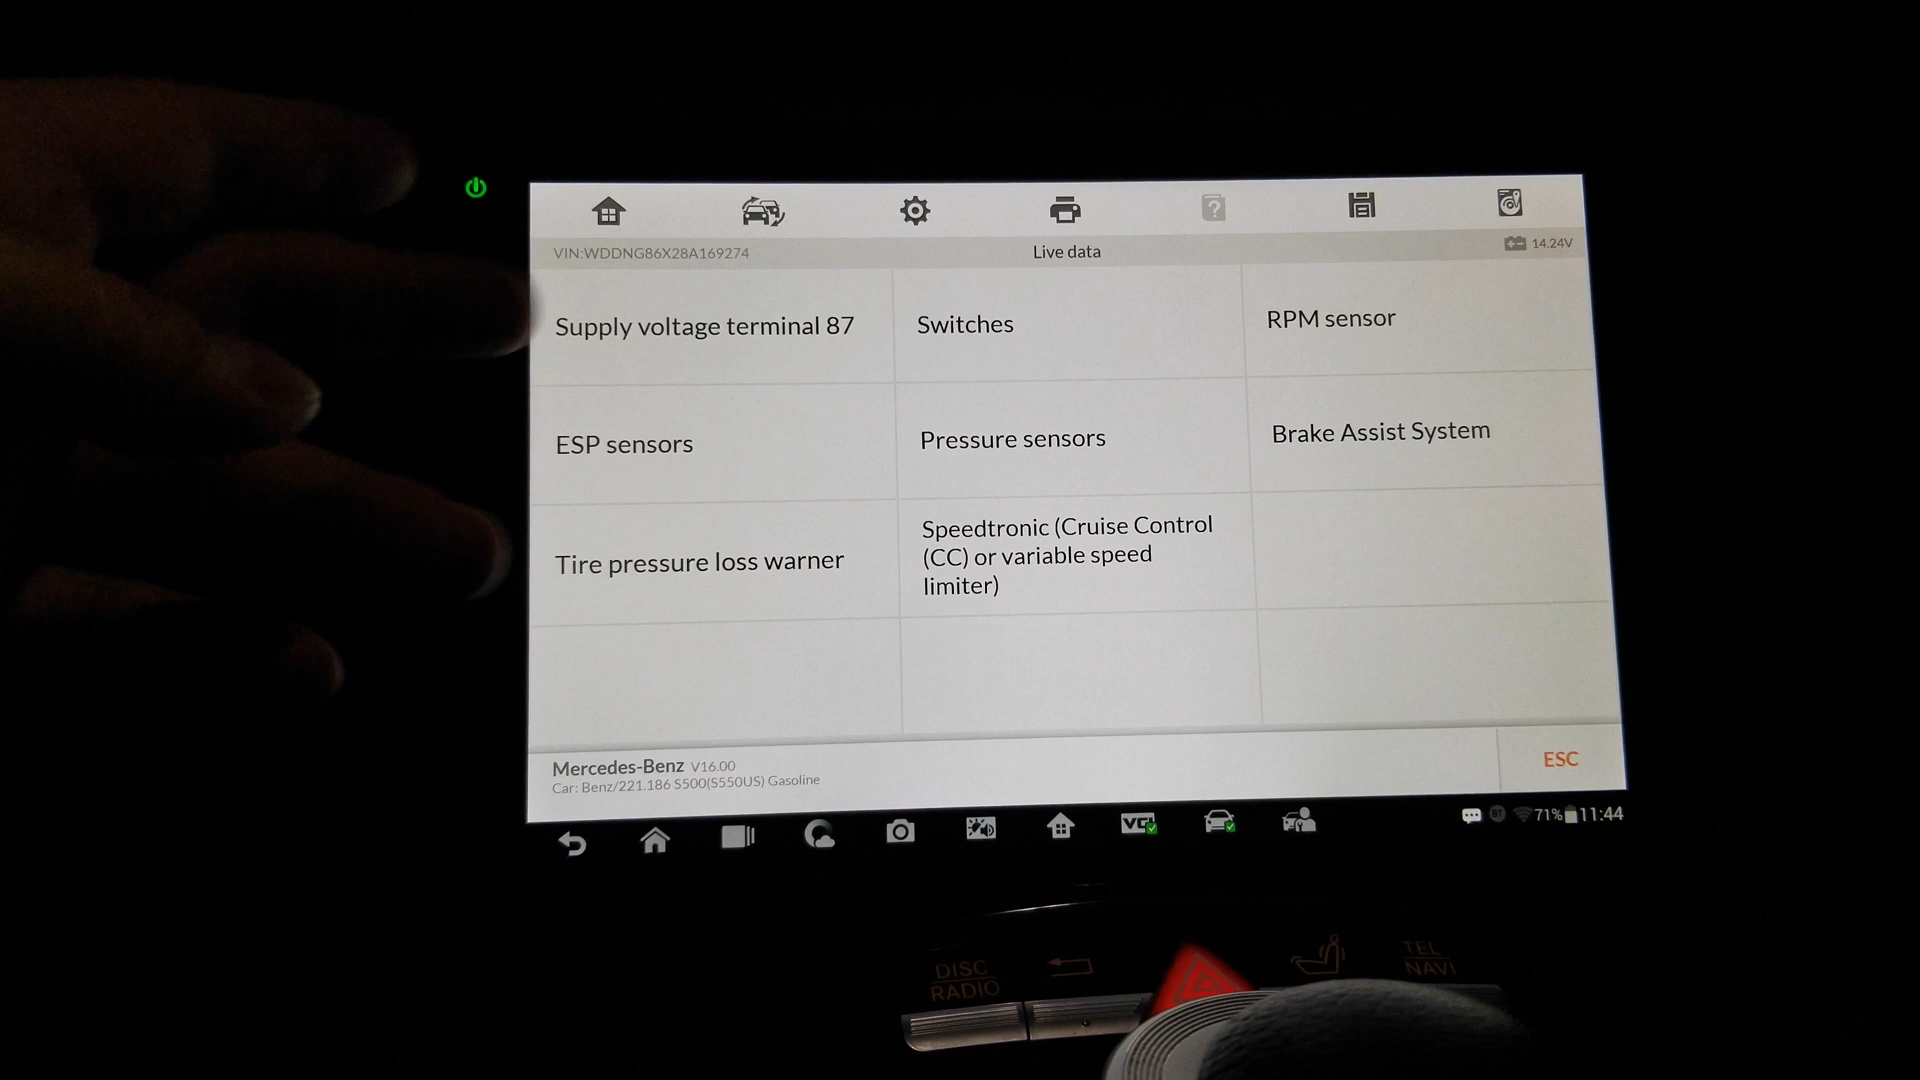 VIN:WDDNG86X28A169274
Live data
14.24V
Supply voltage terminal 87
Switches
RPM sensor
ESP sensors
Pressure sensors
Brake Assist System
Tire pressure loss warner
Speedtronic (Cruise Control
(CC) or variable speed
limiter)
Mercedes-Benz V16.00
Car: Benz/221.186 S500(S550US) Gasoline
ESC
VCI
BT
71%
11:44
DISC
RADIO
TEL
NAVI